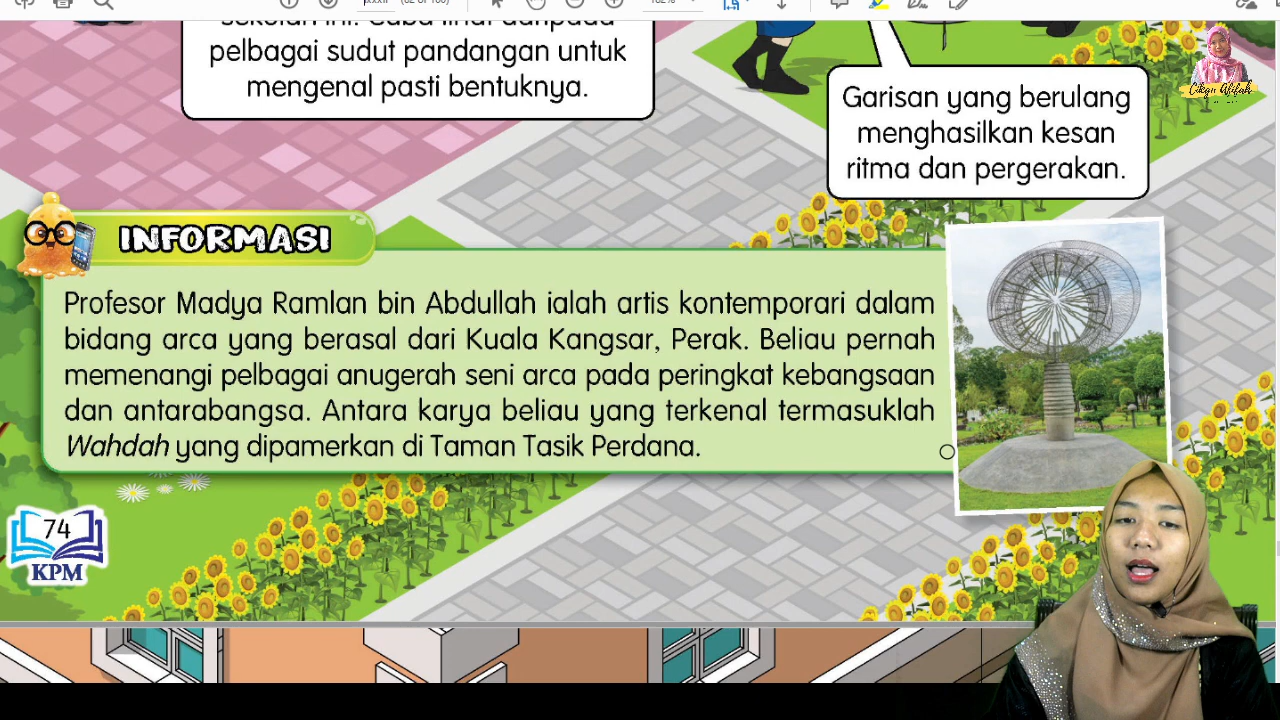 pelbagai sudut pandangan untuk
mengenal pasti bentuknya.
Garisan yang berulang
menghasilkan kesan
ritma dan pergerakan.
Cikgu Afifah
INFORMASI
Profesor Madya Ramlan bin Abdullah ialah artis kontemporari dalam
bidang arca yang berasal dari Kuala Kangsar, Perak. Beliau pernah
memenangi pelbagai anugerah seni arca pada peringkat kebangsaan
dan antarabangsa. Antara karya beliau yang terkenal termasuklah
Wahdah yang dipamerkan di Taman Tasik Perdana.
74
KPM